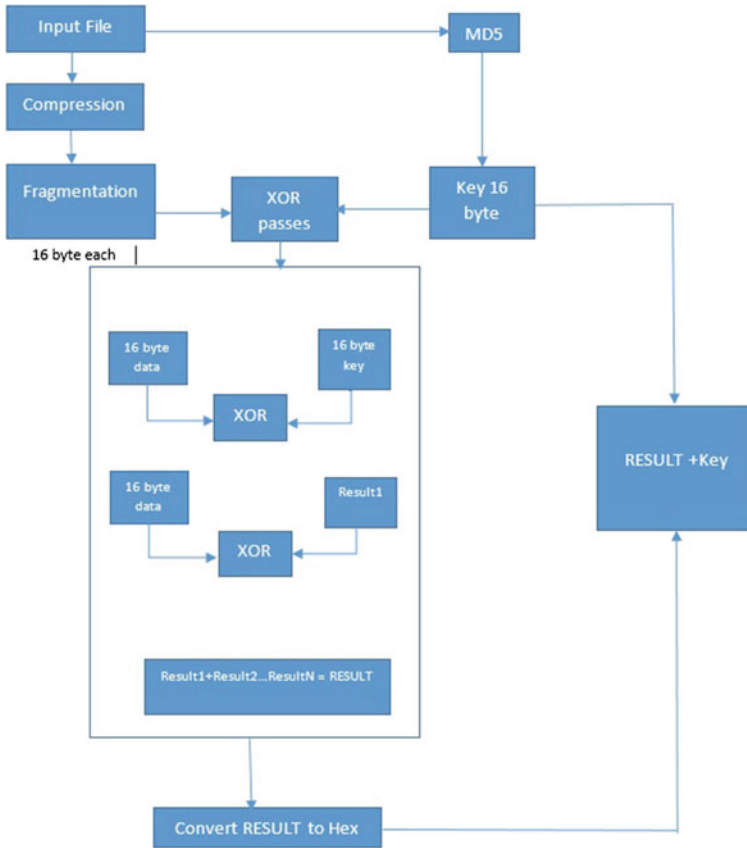 Input File
MD5
Compression
Fragmentation
XOR
passes
Key 16
byte
16 byte each
16 byte
data
16 byte
key
XOR
RESULT +Key
16 byte
data
Result1
XOR
Result1+Result2...ResultN = RESULT
Convert RESULT to Hex